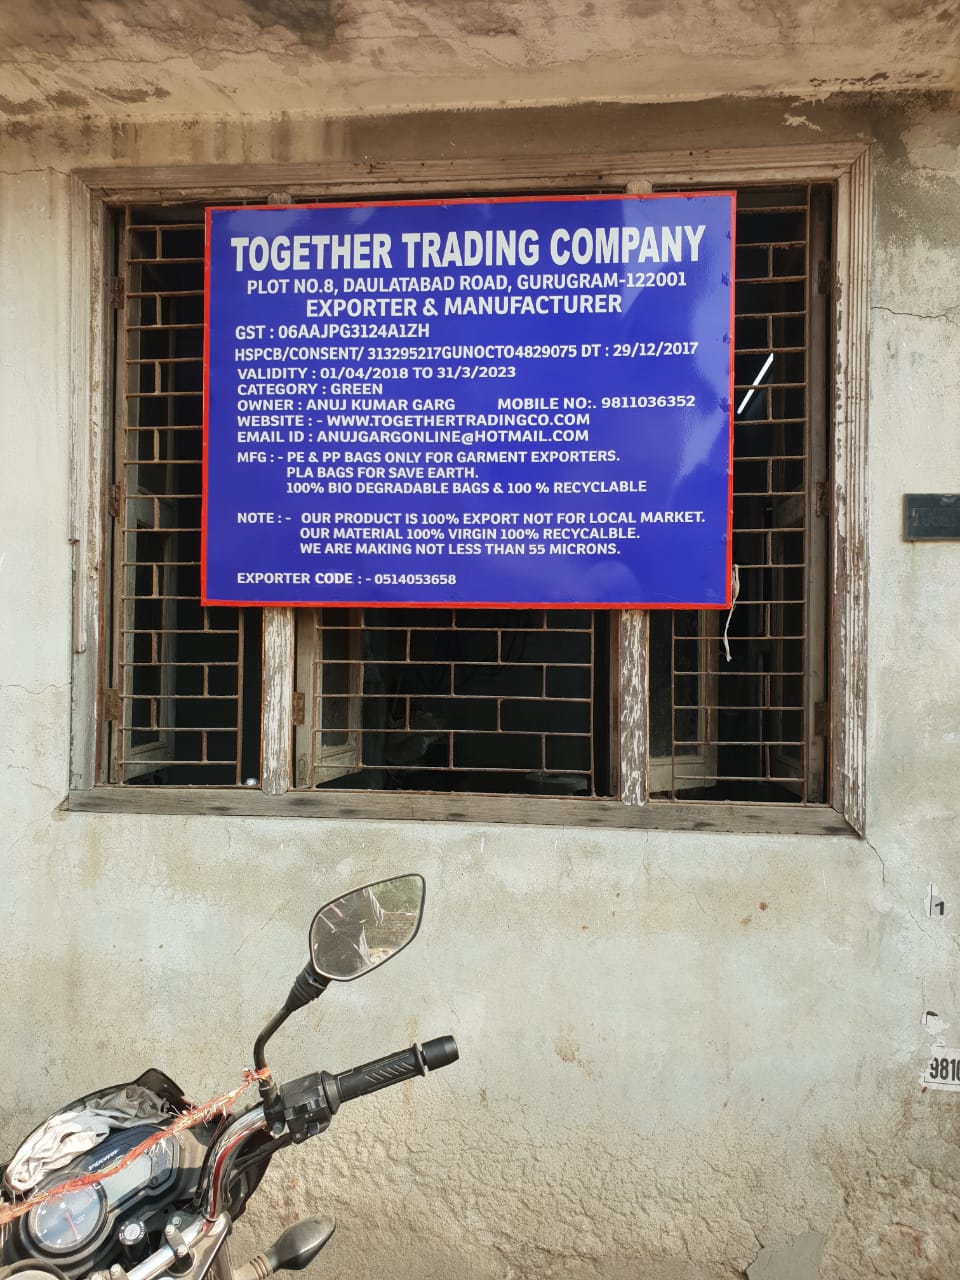 TOGETHER TRADING COMPANY
PLOT NO.8, DAULATABAD ROAD, GURUGRAM-122001
EXPORTER & MANUFACTURER
GST : 06AAJPG3124A1ZH
HSPCB/CONSENT/ 313295217GUNOCTO4829075 DT : 29/12/2017
VALIDITY : 01/04/2018 TO 31/3/2023
CATEGORY : GREEN
OWNER : ANUJ KUMAR GARG MOBILE NO:. 9811036352
WEBSITE : - WWW.TOGETHERTRADINGCO.COM
EMAIL ID : ANUJGARGONLINE@HOTMAIL.COM
MFG : - PE & PP BAGS ONLY FOR GARMENT EXPORTERS.
PLA BAGS FOR SAVE EARTH.
100% BIO DEGRADABLE BAGS & 100 % RECYCLABLE
NOTE : - OUR PRODUCT IS 100% EXPORT NOT FOR LOCAL MARKET.
OUR MATERIAL 100% VIRGIN 100% RECYCALBLE.
WE ARE MAKING NOT LESS THAN 55 MICRONS.
EXPORTER CODE : - 0514053658
1
981